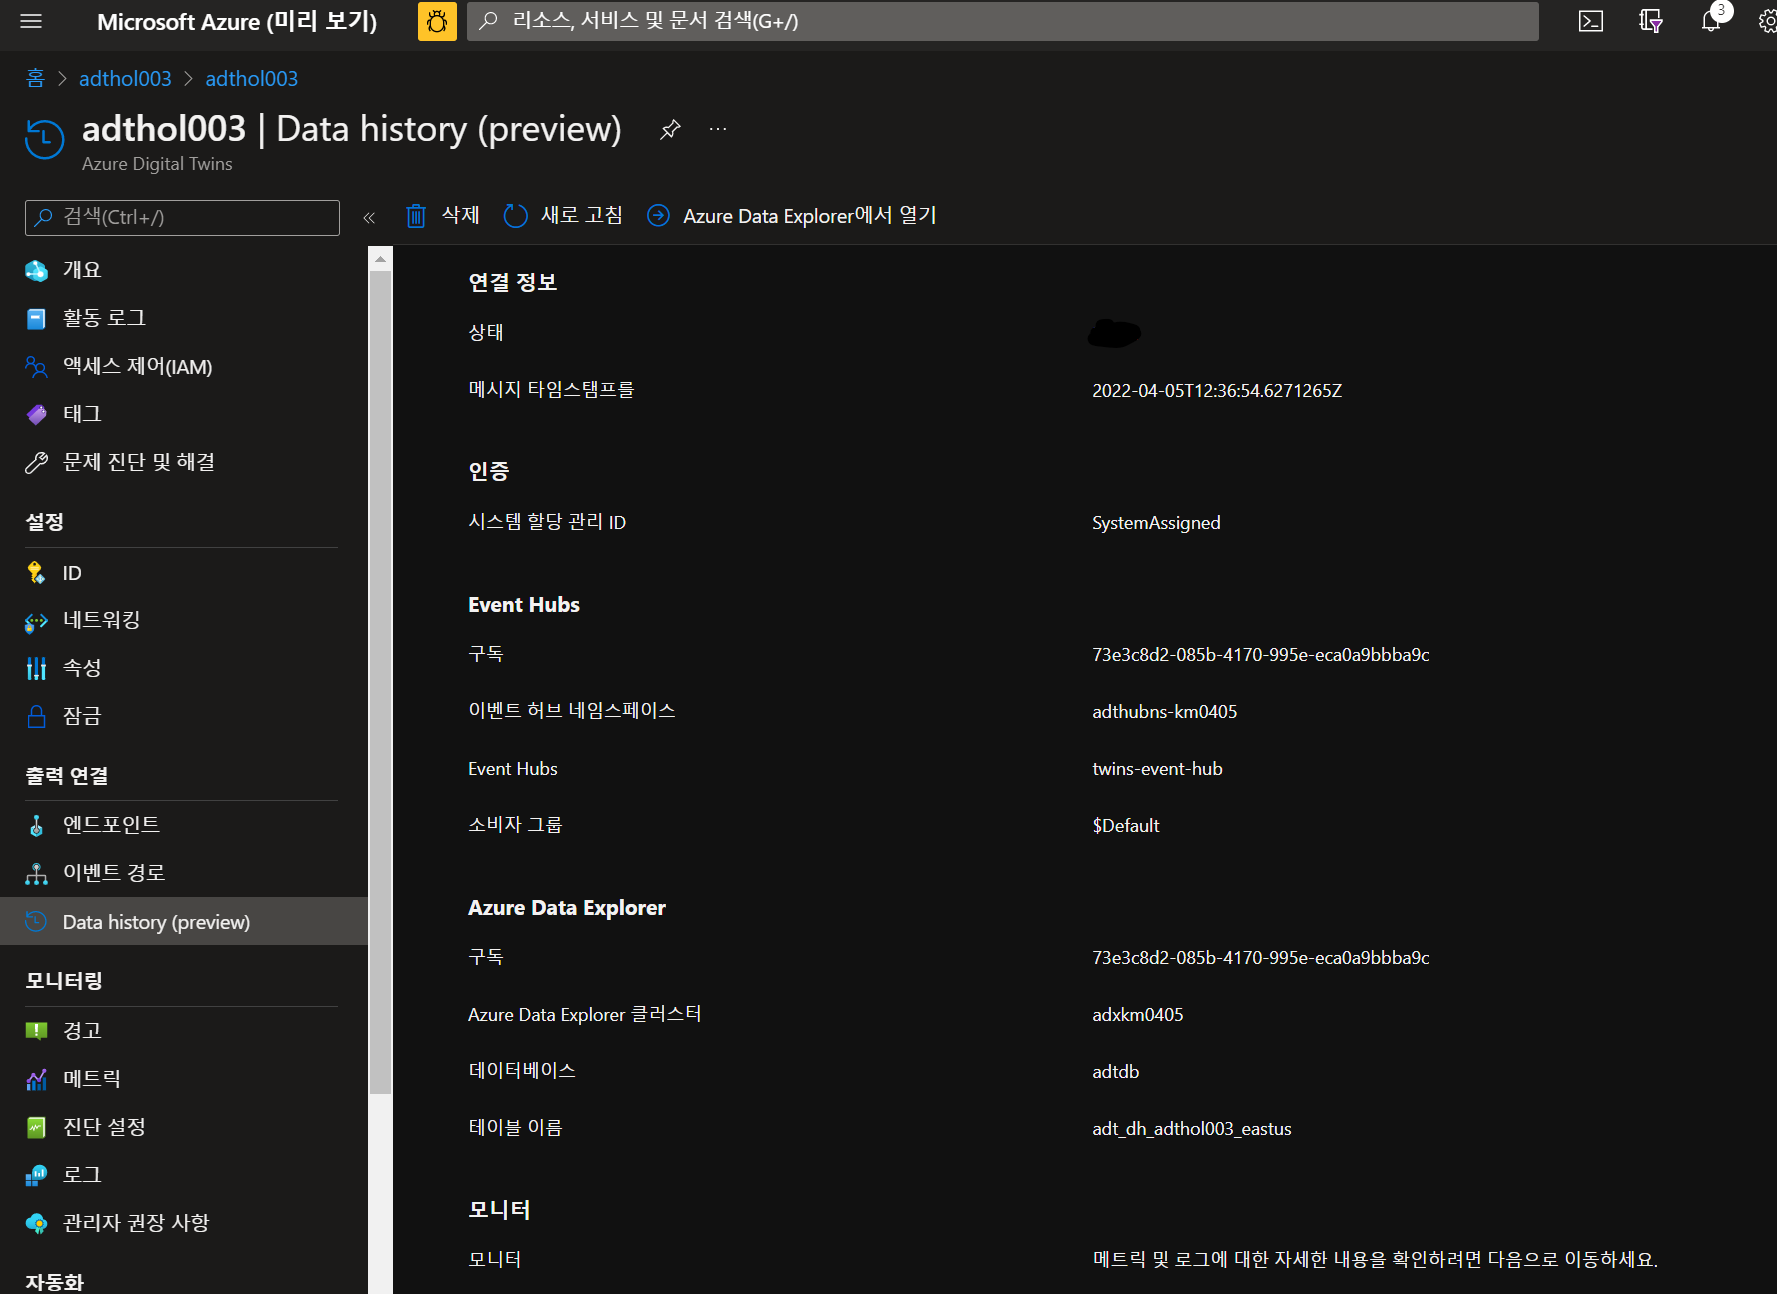 Microsoft Azure (미리 보기)
리소스, 서비스 및 문서 검색(G+/)
3
홈 > adthol003 > adthol003
adthol003 | Data history (preview)
Azure Digital Twins
검색(Ctrl+/)
삭제
새로 고침
Azure Data Explorer에서 열기
개요
활동 로그
액세스 제어(IAM)
태그
문제 진단 및 해결
설정
ID
네트워킹
속성
잠금
출력 연결
엔드포인트
이벤트 경로
Data history (preview)
모니터링
경고
메트릭
진단 설정
로그
관리자 권장 사항
자동화
연결 정보
상태
메시지 타임스탬프를 2022-04-05T12:36:54.6271265Z
인증
시스템 할당 관리 ID SystemAssigned
Event Hubs
구독 73e3c8d2-085b-4170-995e-eca0a9bbba9c
이벤트 허브 네임스페이스 adthubns-km0405
Event Hubs twins-event-hub
소비자 그룹 $Default
Azure Data Explorer
구독 73e3c8d2-085b-4170-995e-eca0a9bbba9c
Azure Data Explorer 클러스터 adxkm0405
데이터베이스 adtdb
테이블 이름 adt_dh_adthol003_eastus
모니터
모니터 메트릭 및 로그에 대한 자세한 내용을 확인하려면 다음으로 이동하세요.